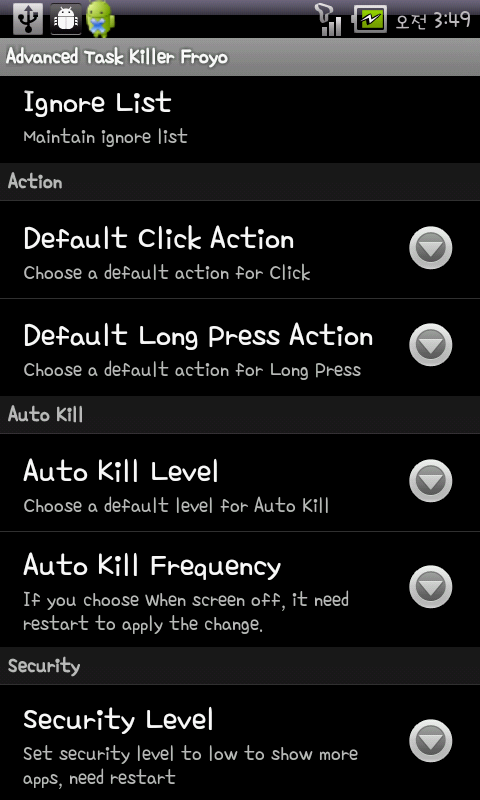 오전 3:49
Advanced Task Killer Froyo
Ignore List
Maintain ignore list
Action
Default Click Action
Choose a default action for Click
Default Long Press Action
Choose a default action for Long Press
Auto Kill
Auto Kill Level
Choose a default level for Auto Kill
Auto Kill Frequency
If you choose When screen off, it need
restart to apply the change.
Security
Security Level
Set security level to low to show more
apps, need restart